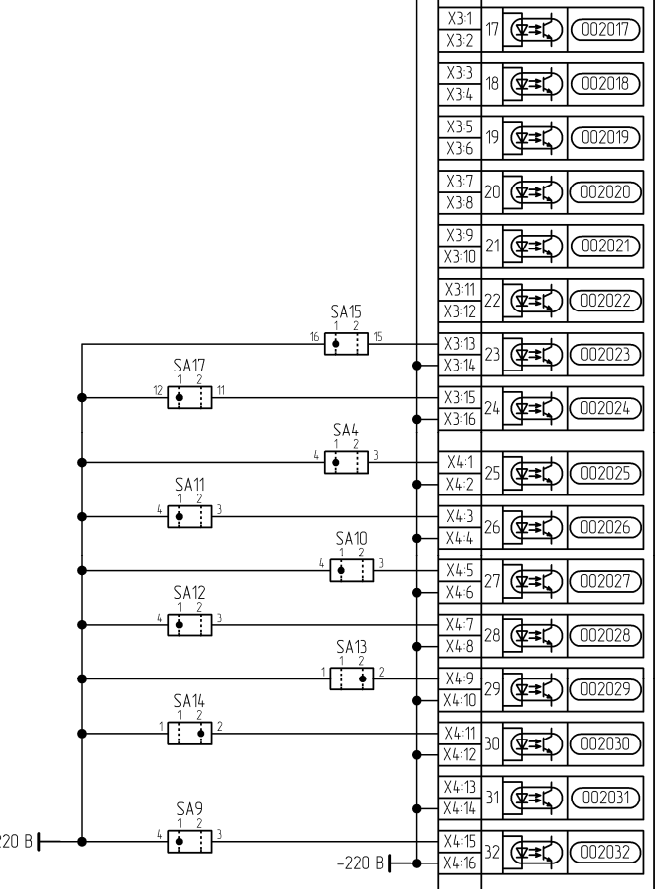 X3:1 17 002017
X3:2
X3:3 18 002018
X3:4
X3:5 19 002019
X3:6
X3:7 20 002020
X3:8
X3:9 21 002021
X3:10
X3:11 22 002022
X3:12
SA15
1 2
16 15 X3:13 23 002023
X3:14
SA17
1 2
12 11 X3:15 24 002024
X3:16
SA4
1 2
4 3 X4:1 25 002025
X4:2
SA11
1 2
4 3 X4:3 26 002026
X4:4
SA10
1 2
4 3 X4:5 27 002027
X4:6
SA12
1 2
4 3 X4:7 28 002028
X4:8
SA13
1 2
1 2 X4:9 29 002029
X4:10
SA14
1 2
1 2 X4:11 30 002030
X4:12
X4:13 31 002031
X4:14
SA9
1 2
220 В 4 3 X4:15 32 002032
-220 В X4:16